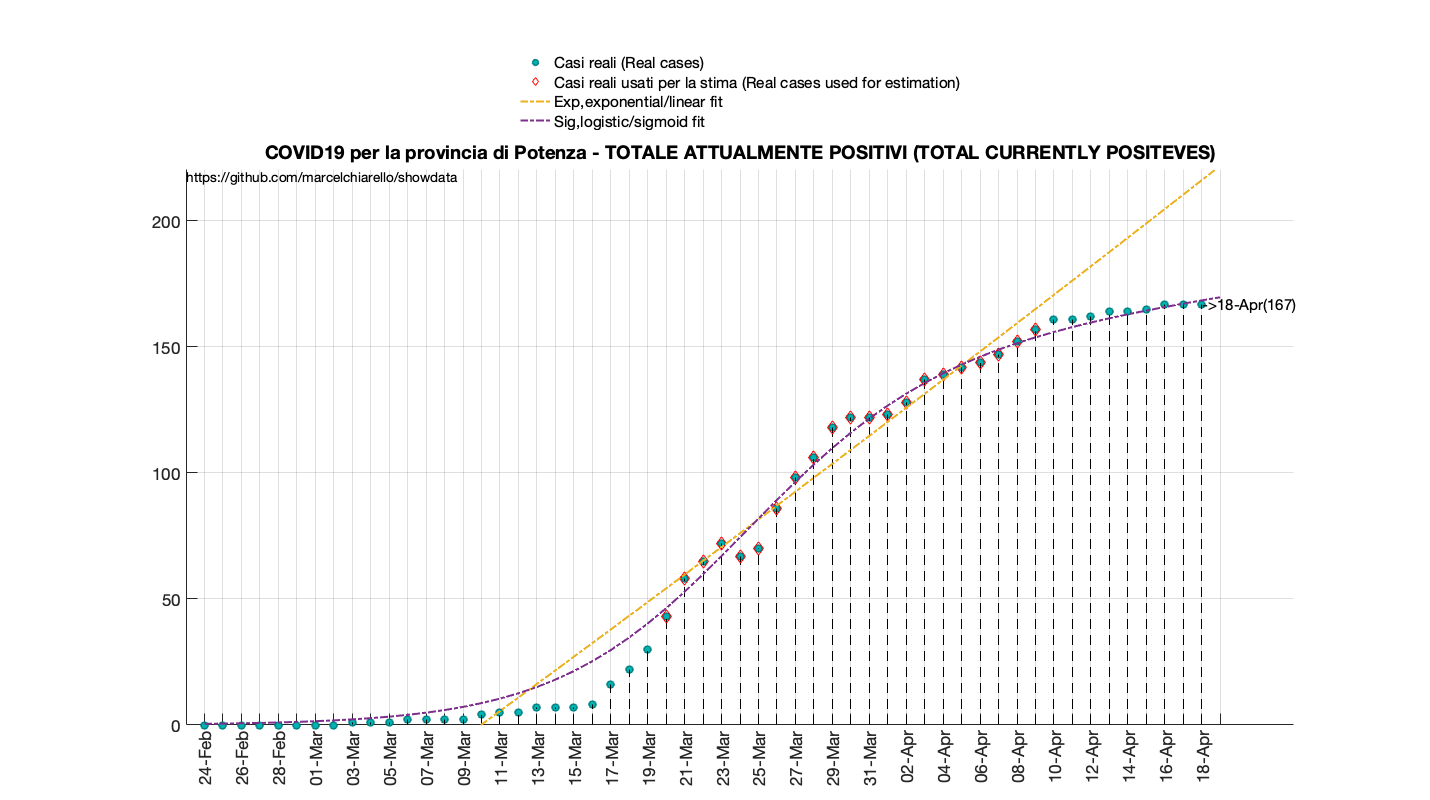 Casi reali (Real cases)
Casi reali usati per la stima (Real cases used for estimation)
Exp,exponential/linear fit
Sig,logistic/sigmoid fit
COVID19 per la provincia di Potenza - TOTALE ATTUALMENTE POSITIVI (TOTAL CURRENTLY POSITEVES)
https://github.com/marcelchiarello/showdata
200
150
100
50
0
->18-Apr(167)
24-Feb
26-Feb
28-Feb
01-Mar
03-Mar
05-Mar
07-Mar
09-Mar
11-Mar
13-Mar
15-Mar
17-Mar
19-Mar
21-Mar
23-Mar
25-Mar
27-Mar
29-Mar
31-Mar
02-Apr
04-Apr
06-Apr
08-Apr
10-Apr
12-Apr
14-Apr
16-Apr
18-Apr